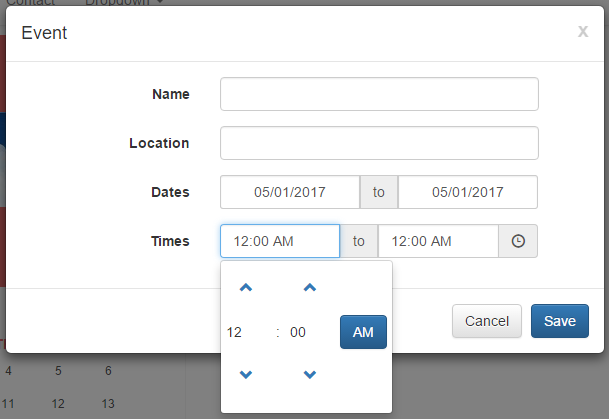 Contact Dropdown
Event x
Name
Location
Dates 05/01/2017 to 05/01/2017
Times 12:00 AM to 12:00 AM
12 : 00 AM
Cancel Save
4 5 6
11 12 13